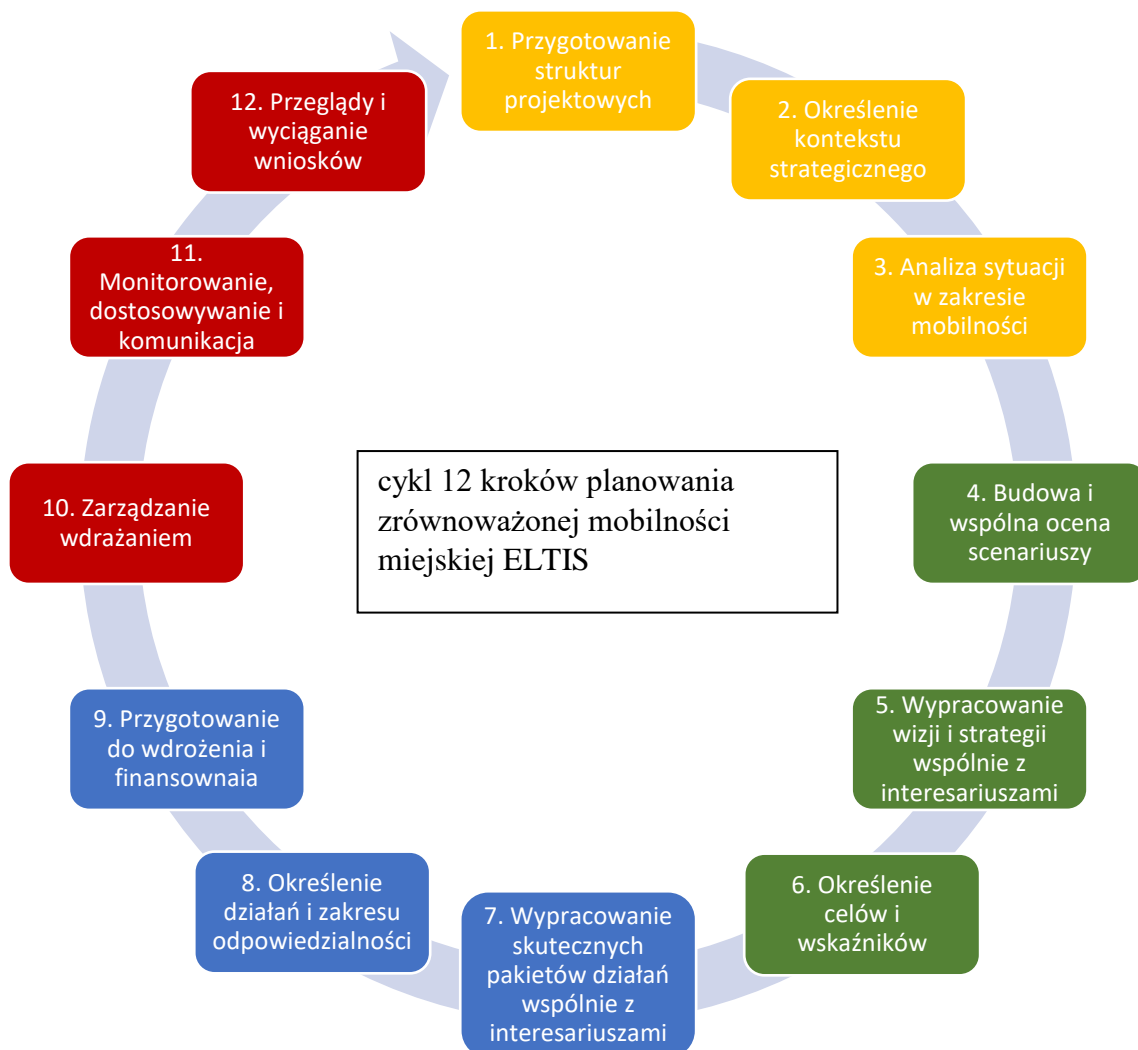 1. Przygotowanie
struktur
projektowych
2. Określenie
kontekstu
strategicznego
3. Analiza sytuacji
w zakresie
mobilności
4. Budowa i
wspólna ocena
scenariuszy
5. Wypracowanie
wizji i strategii
wspólnie z
interesariuszami
6. Określenie
celów i
wskaźników
7. Wypracowanie
skutecznych
pakietów działań
wspólnie z
interesariuszami
8. Określenie
działań i zakresu
odpowiedzialności
9. Przygotowanie
do wdrożenia i
finansownaia
10. Zarządzanie
wdrażaniem
11.
Monitorowanie,
dostosowywanie i
komunikacja
12. Przeglądy i
wyciąganie
wniosków
cykl 12 kroków planowania
zrównoważonej mobilności
miejskiej ELTIS